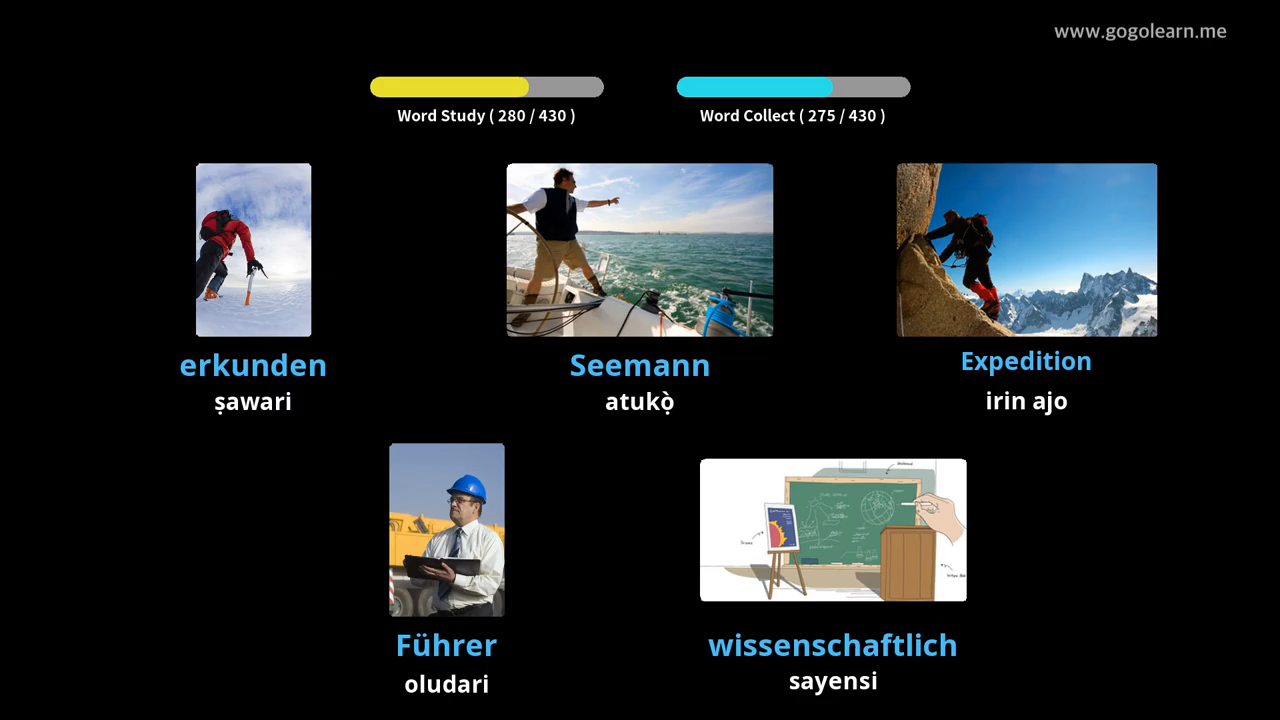 www.gogolearn.me
Word Study ( 280 / 430 )
Word Collect ( 275 / 430 )
erkunden
ṣawari
Seemann
atukọ̀
Expedition
irin ajo
Führer
oludari
wissenschaftlich
sayensi